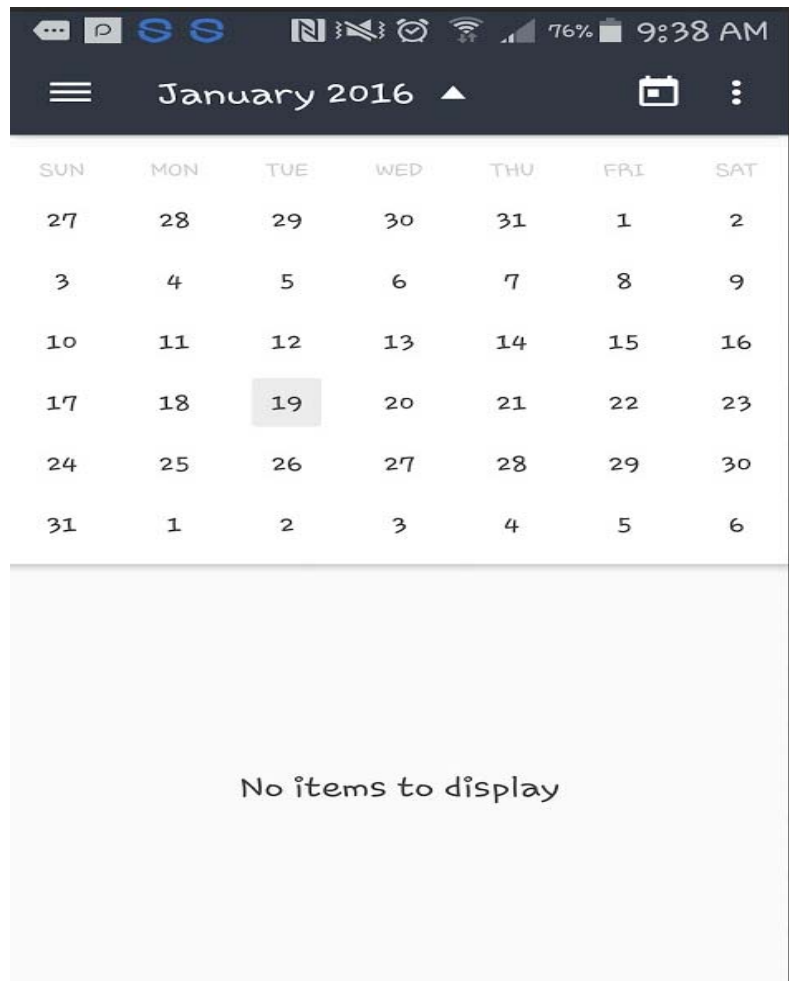 76% 9:38 AM
January 2016
SUN MON TUE WED THU FRI SAT
27 28 29 30 31 1 2
3 4 5 6 7 8 9
10 11 12 13 14 15 16
17 18 19 20 21 22 23
24 25 26 27 28 29 30
31 1 2 3 4 5 6
No items to display